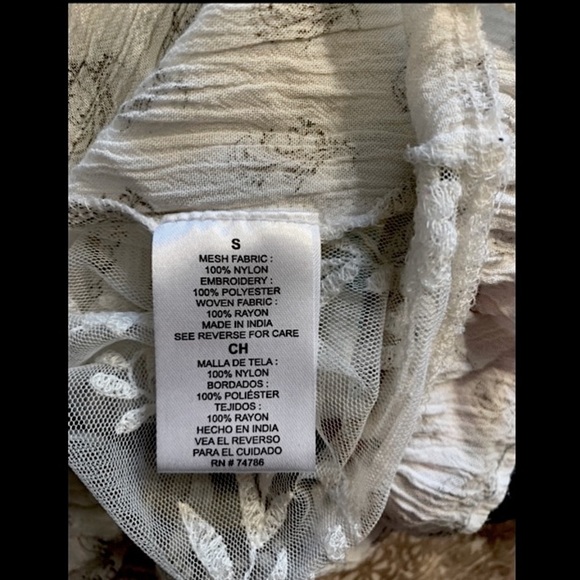 S
MESH FABRIC :
100% NYLON
EMBROIDERY :
100% POLYESTER
WOVEN FABRIC :
100% RAYON
MADE IN INDIA
SEE REVERSE FOR CARE
CH
MALLA DE TELA :
100% NYLON
BORDADOS :
100% POLIÉSTER
TEJIDOS :
100% RAYON
HECHO EN INDIA
VEA EL REVERSO
PARA EL CUIDADO
RN # 74786